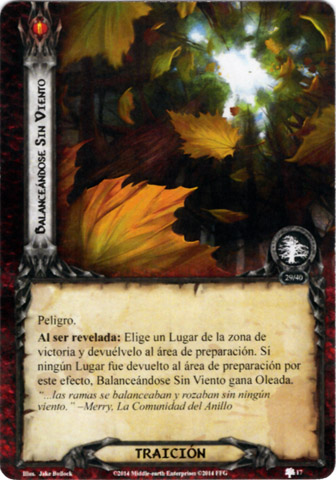 BALANCEÁNDOSE SIN VIENTO
29/40
Peligro.
Al ser revelada: Elige un Lugar de la zona de
victoria y devuélvelo al área de preparación. Si
ningún Lugar fue devuelto al área de preparación por
este efecto, Balanceándose Sin Viento gana Oleada.
"...las ramas se balanceaban y rozaban sin ningún
viento." –Merry, La Comunidad del Anillo
TRAICIÓN
Illus. Jake Bullock
©2014 Middle-earth Enterprises ©2014 FFG
17